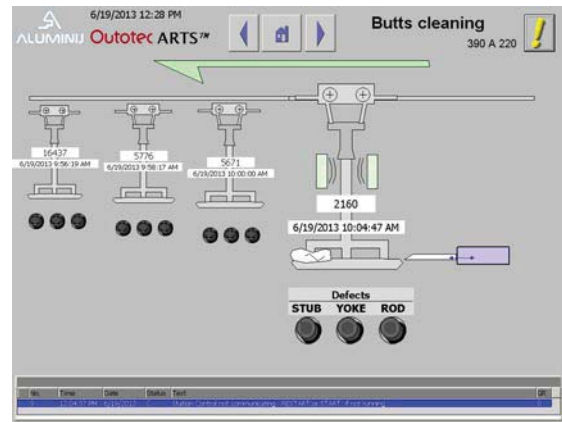 6/19/2013 12:28 PM
ALUMINIJ Outotec ARTS™
Butts cleaning
390 A 220
16437
6/19/2013 9:56:19 AM
5776
6/19/2013 9:58:17 AM
5671
6/19/2013 10:00:00 AM
2160
6/19/2013 10:04:47 AM
Defects
STUB YOKE ROD
No. Time Date Status Text GR